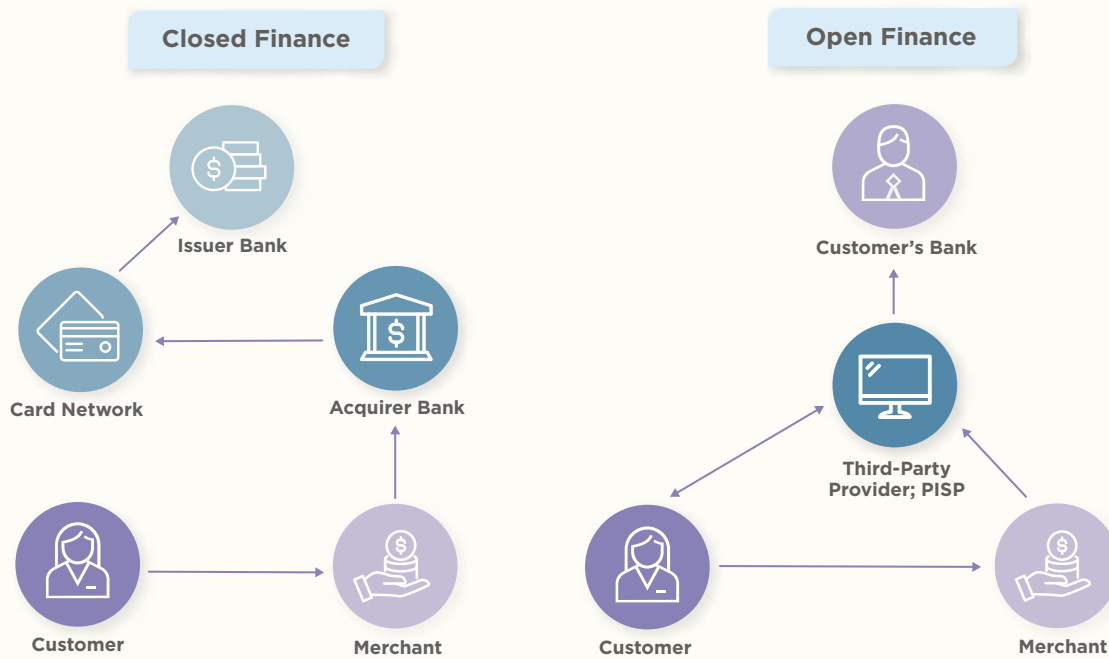 Closed Finance
Issuer Bank
Card Network
Acquirer Bank
Customer
Merchant
Open Finance
Customer’s Bank
Third-Party
Provider; PISP
Customer
Merchant